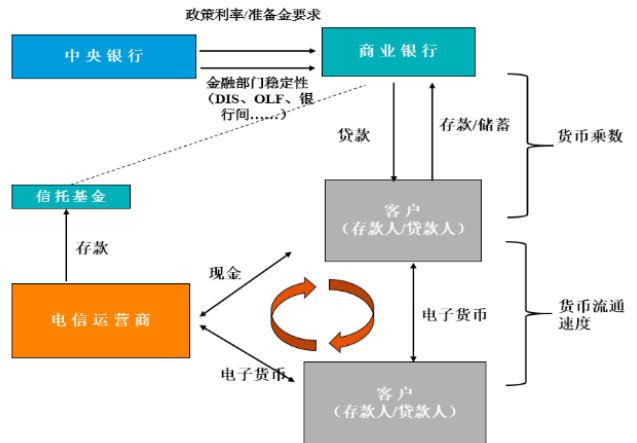 政策利率/准备金要求
中央银行
商业银行
金融部门稳定性
（DIS、OLF、银
行间……）
贷款
存款/储蓄
货币乘数
信托基金
客户
（存款人/贷款人）
存款
现金
电信运营商
电子货币
货币流通
速度
电子货币
客户
（存款人/贷款人）